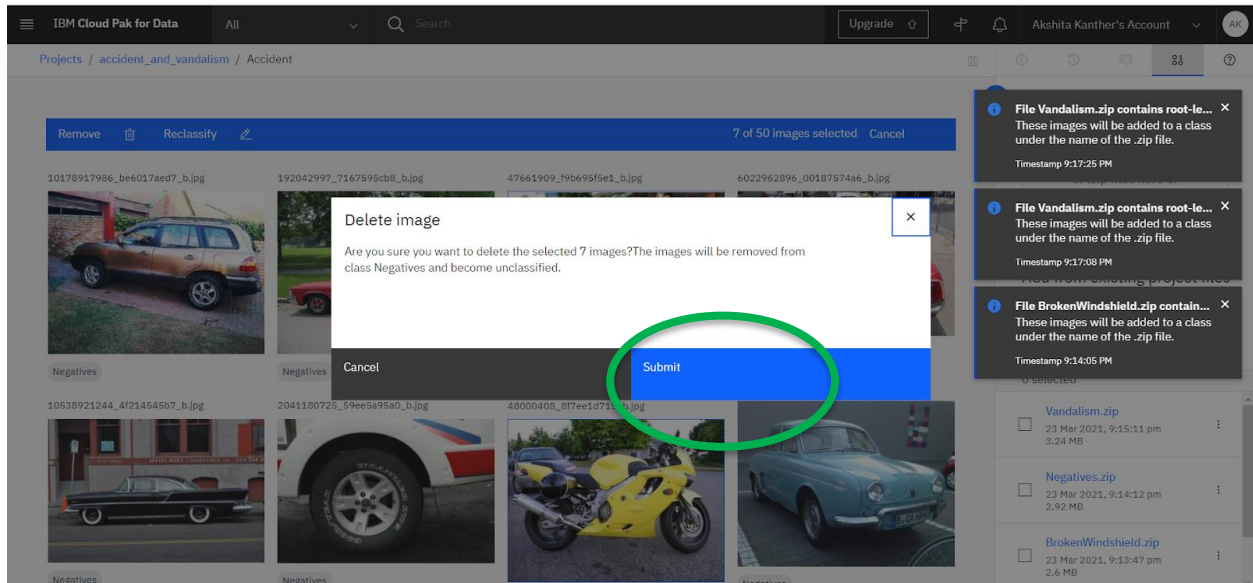 IBM Cloud Pak for Data
All
Search
Upgrade
Akshita Kanther's Account
AK
Projects / accident_and_vandalism / Accident
Remove
Reclassify
7 of 50 images selected Cancel
10178917986_be6017aed7_b.jpg
192042997_7167595cb8_b.jpg
47661909_f9b695f5e1_b.jpg
6022962896_00187574a6_b.jpg
Delete image
Are you sure you want to delete the selected 7 images?The images will be removed from
class Negatives and become unclassified.
Cancel
Submit
Negatives
Negatives
10538921244_4f214545b7_b.jpg
2041180725_59ee5a95a0_b.jpg
Negatives
Negatives
Negatives
File Vandalism.zip contains root-le...
These images will be added to a class
under the name of the .zip file.
Timestamp 9:17:25 PM
File Vandalism.zip contains root-le...
These images will be added to a class
under the name of the .zip file.
Timestamp 9:17:08 PM
Add from existing project files
File BrokenWindshield.zip contain...
These images will be added to a class
under the name of the .zip file.
Timestamp 9:14:05 PM
0 selected
Vandalism.zip
23 Mar 2021, 9:15:11 pm
3.24 MB
Negatives.zip
23 Mar 2021, 9:14:12 pm
2.92 MB
BrokenWindshield.zip
23 Mar 2021, 9:13:47 pm
2.6 MB